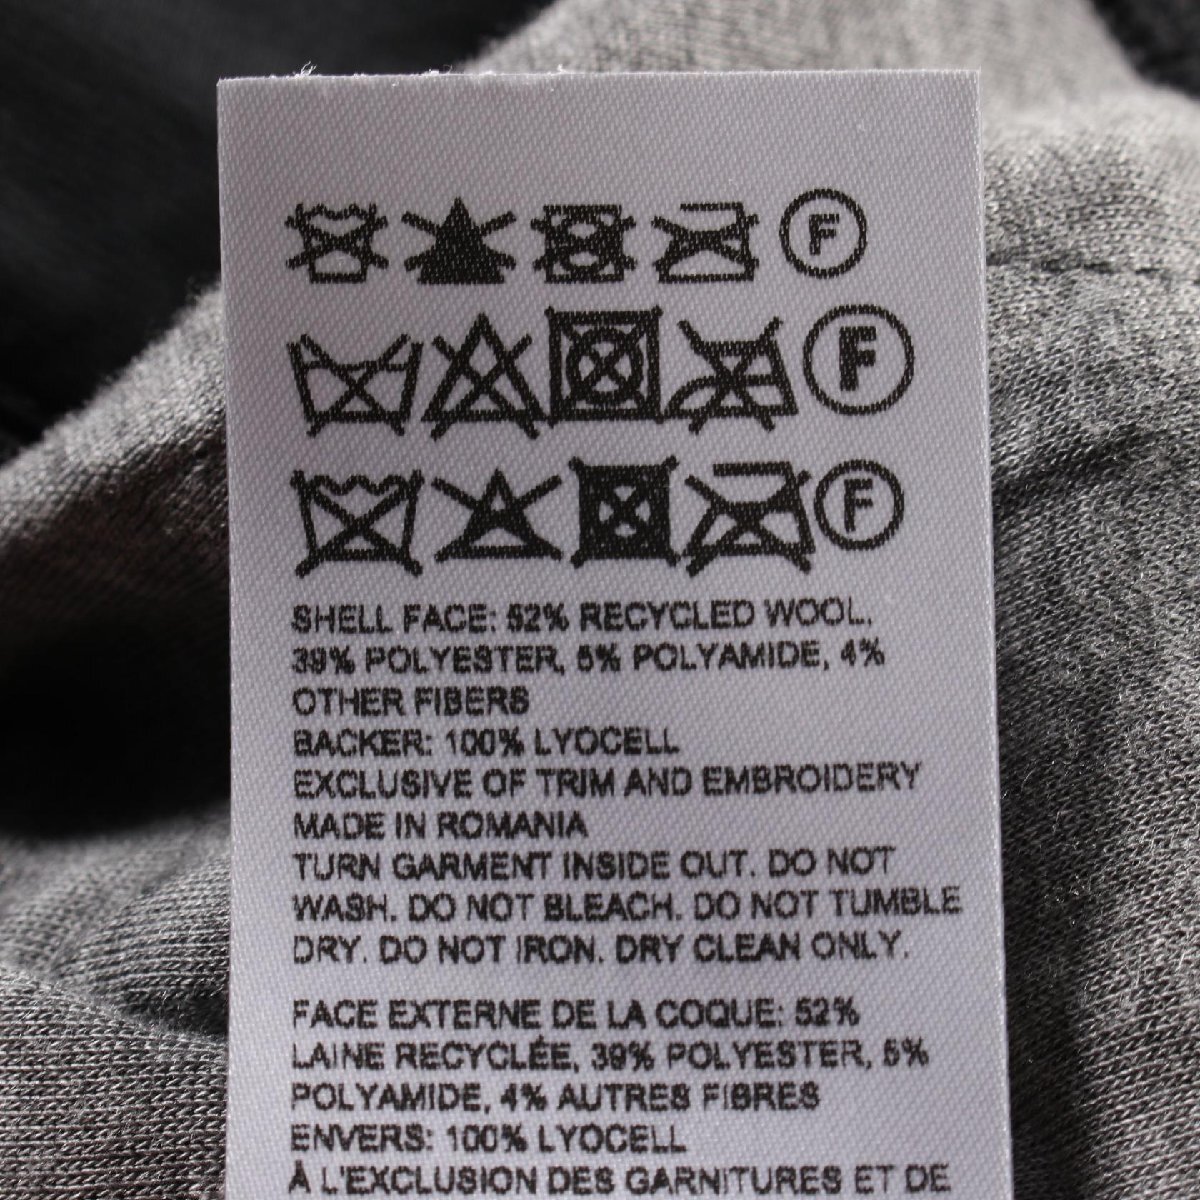 F
F
F
SHELL FACE: 52% RECYCLED WOOL,
39% POLYESTER, 5% POLYAMIDE, 4%
OTHER FIBERS
BACKER: 100% LYOCELL
EXCLUSIVE OF TRIM AND EMBROIDERY
MADE IN ROMANIA
TURN GARMENT INSIDE OUT. DO NOT
WASH. DO NOT BLEACH. DO NOT TUMBLE
DRY. DO NOT IRON. DRY CLEAN ONLY.
FACE EXTERNE DE LA COQUE: 52%
LAINE RECYCLÉE, 39% POLYESTER, 5%
POLYAMIDE, 4% AUTRES FIBRES
ENVERS: 100% LYOCELL
À L'EXCLUSION DES GARNITURES ET DE